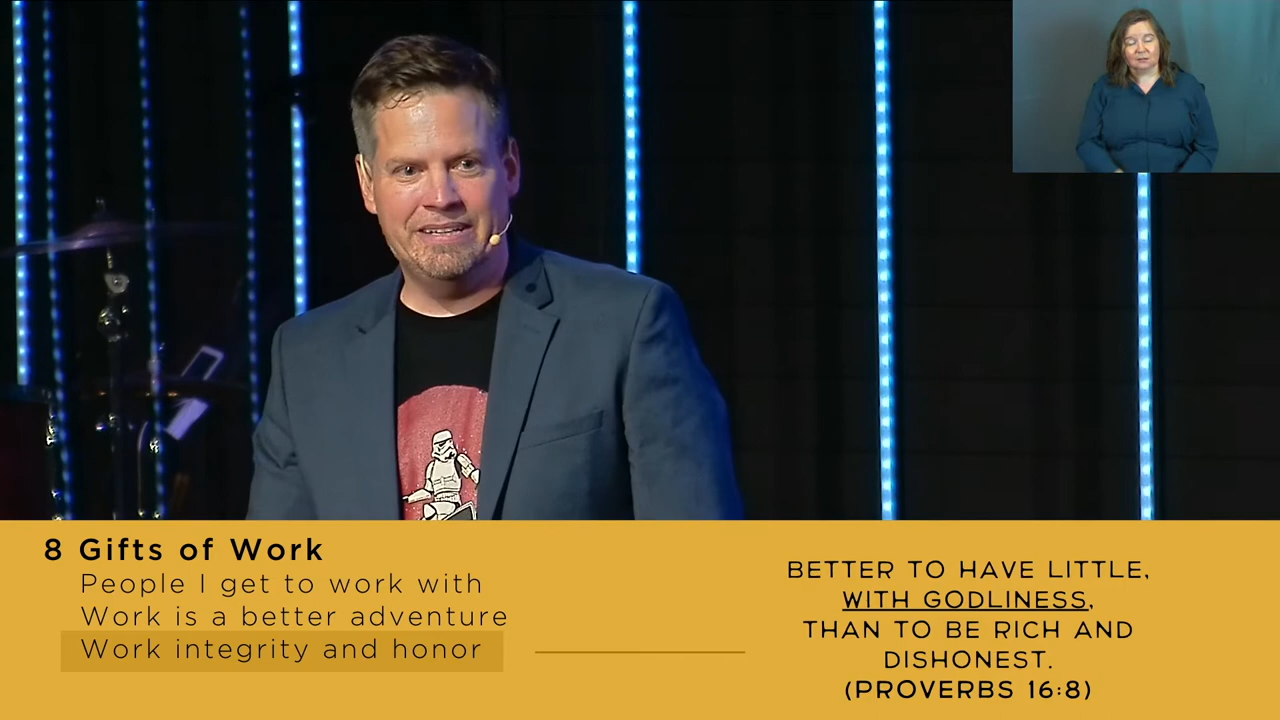 8 Gifts of Work
People I get to work with
Work is a better adventure
Work integrity and honor
BETTER TO HAVE LITTLE,
WITH GODLINESS,
THAN TO BE RICH AND
DISHONEST.
(PROVERBS 16:8)